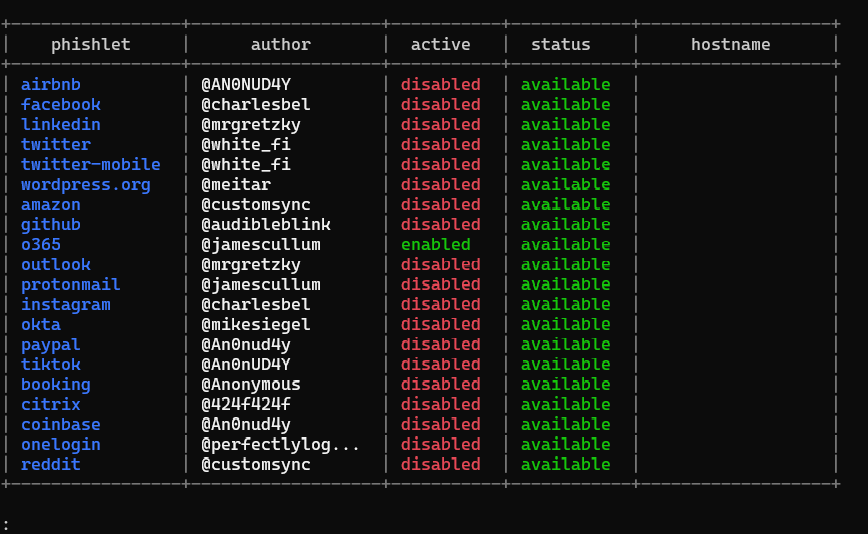 phishlet author active status hostname
airbnb @AN0NUD4Y disabled available
facebook @charlesbel disabled available
linkedin @mrgretzky disabled available
twitter @white_fi disabled available
twitter-mobile @white_fi disabled available
wordpress.org @meitar disabled available
amazon @customsync disabled available
github @audibleblink disabled available
o365 @jamescullum enabled available
outlook @mrgretzky disabled available
protonmail @jamescullum disabled available
instagram @charlesbel disabled available
okta @mikesiegel disabled available
paypal @An0nud4y disabled available
tiktok @An0nUD4Y disabled available
booking @Anonymous disabled available
citrix @424f424f disabled available
coinbase @An0nud4y disabled available
onelogin @perfectlylog... disabled available
reddit @customsync disabled available
: